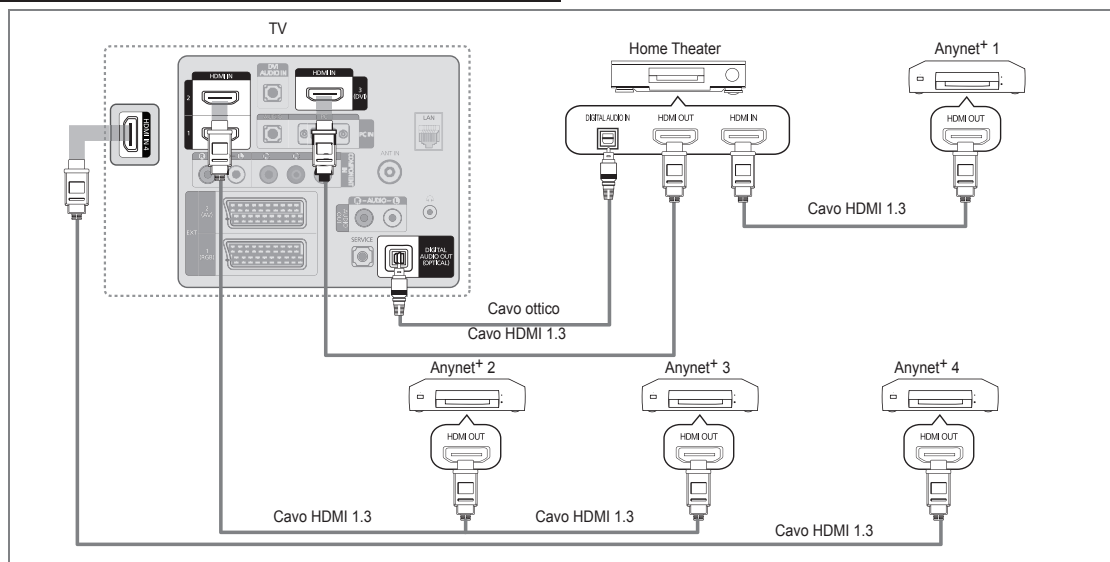 TV
Home Theater
Anynet+ 1
HDMI IN
DVI
AUDIO IN
HDMI IN
2
3
(DVI)
1
HDMI IN 4
PC IN
LAN
ANT IN
DIGITAL AUDIO IN
HDMI OUT
HDMI IN
HDMI OUT
Cavo HDMI 1.3
AUDIO
EXT
2
(AV)
1
(RGB)
SERVICE
DIGITAL
AUDIO OUT
(OPTICAL)
Cavo ottico
Cavo HDMI 1.3
Anynet+ 2
Anynet+ 3
Anynet+ 4
HDMI OUT
HDMI OUT
HDMI OUT
Cavo HDMI 1.3
Cavo HDMI 1.3
Cavo HDMI 1.3